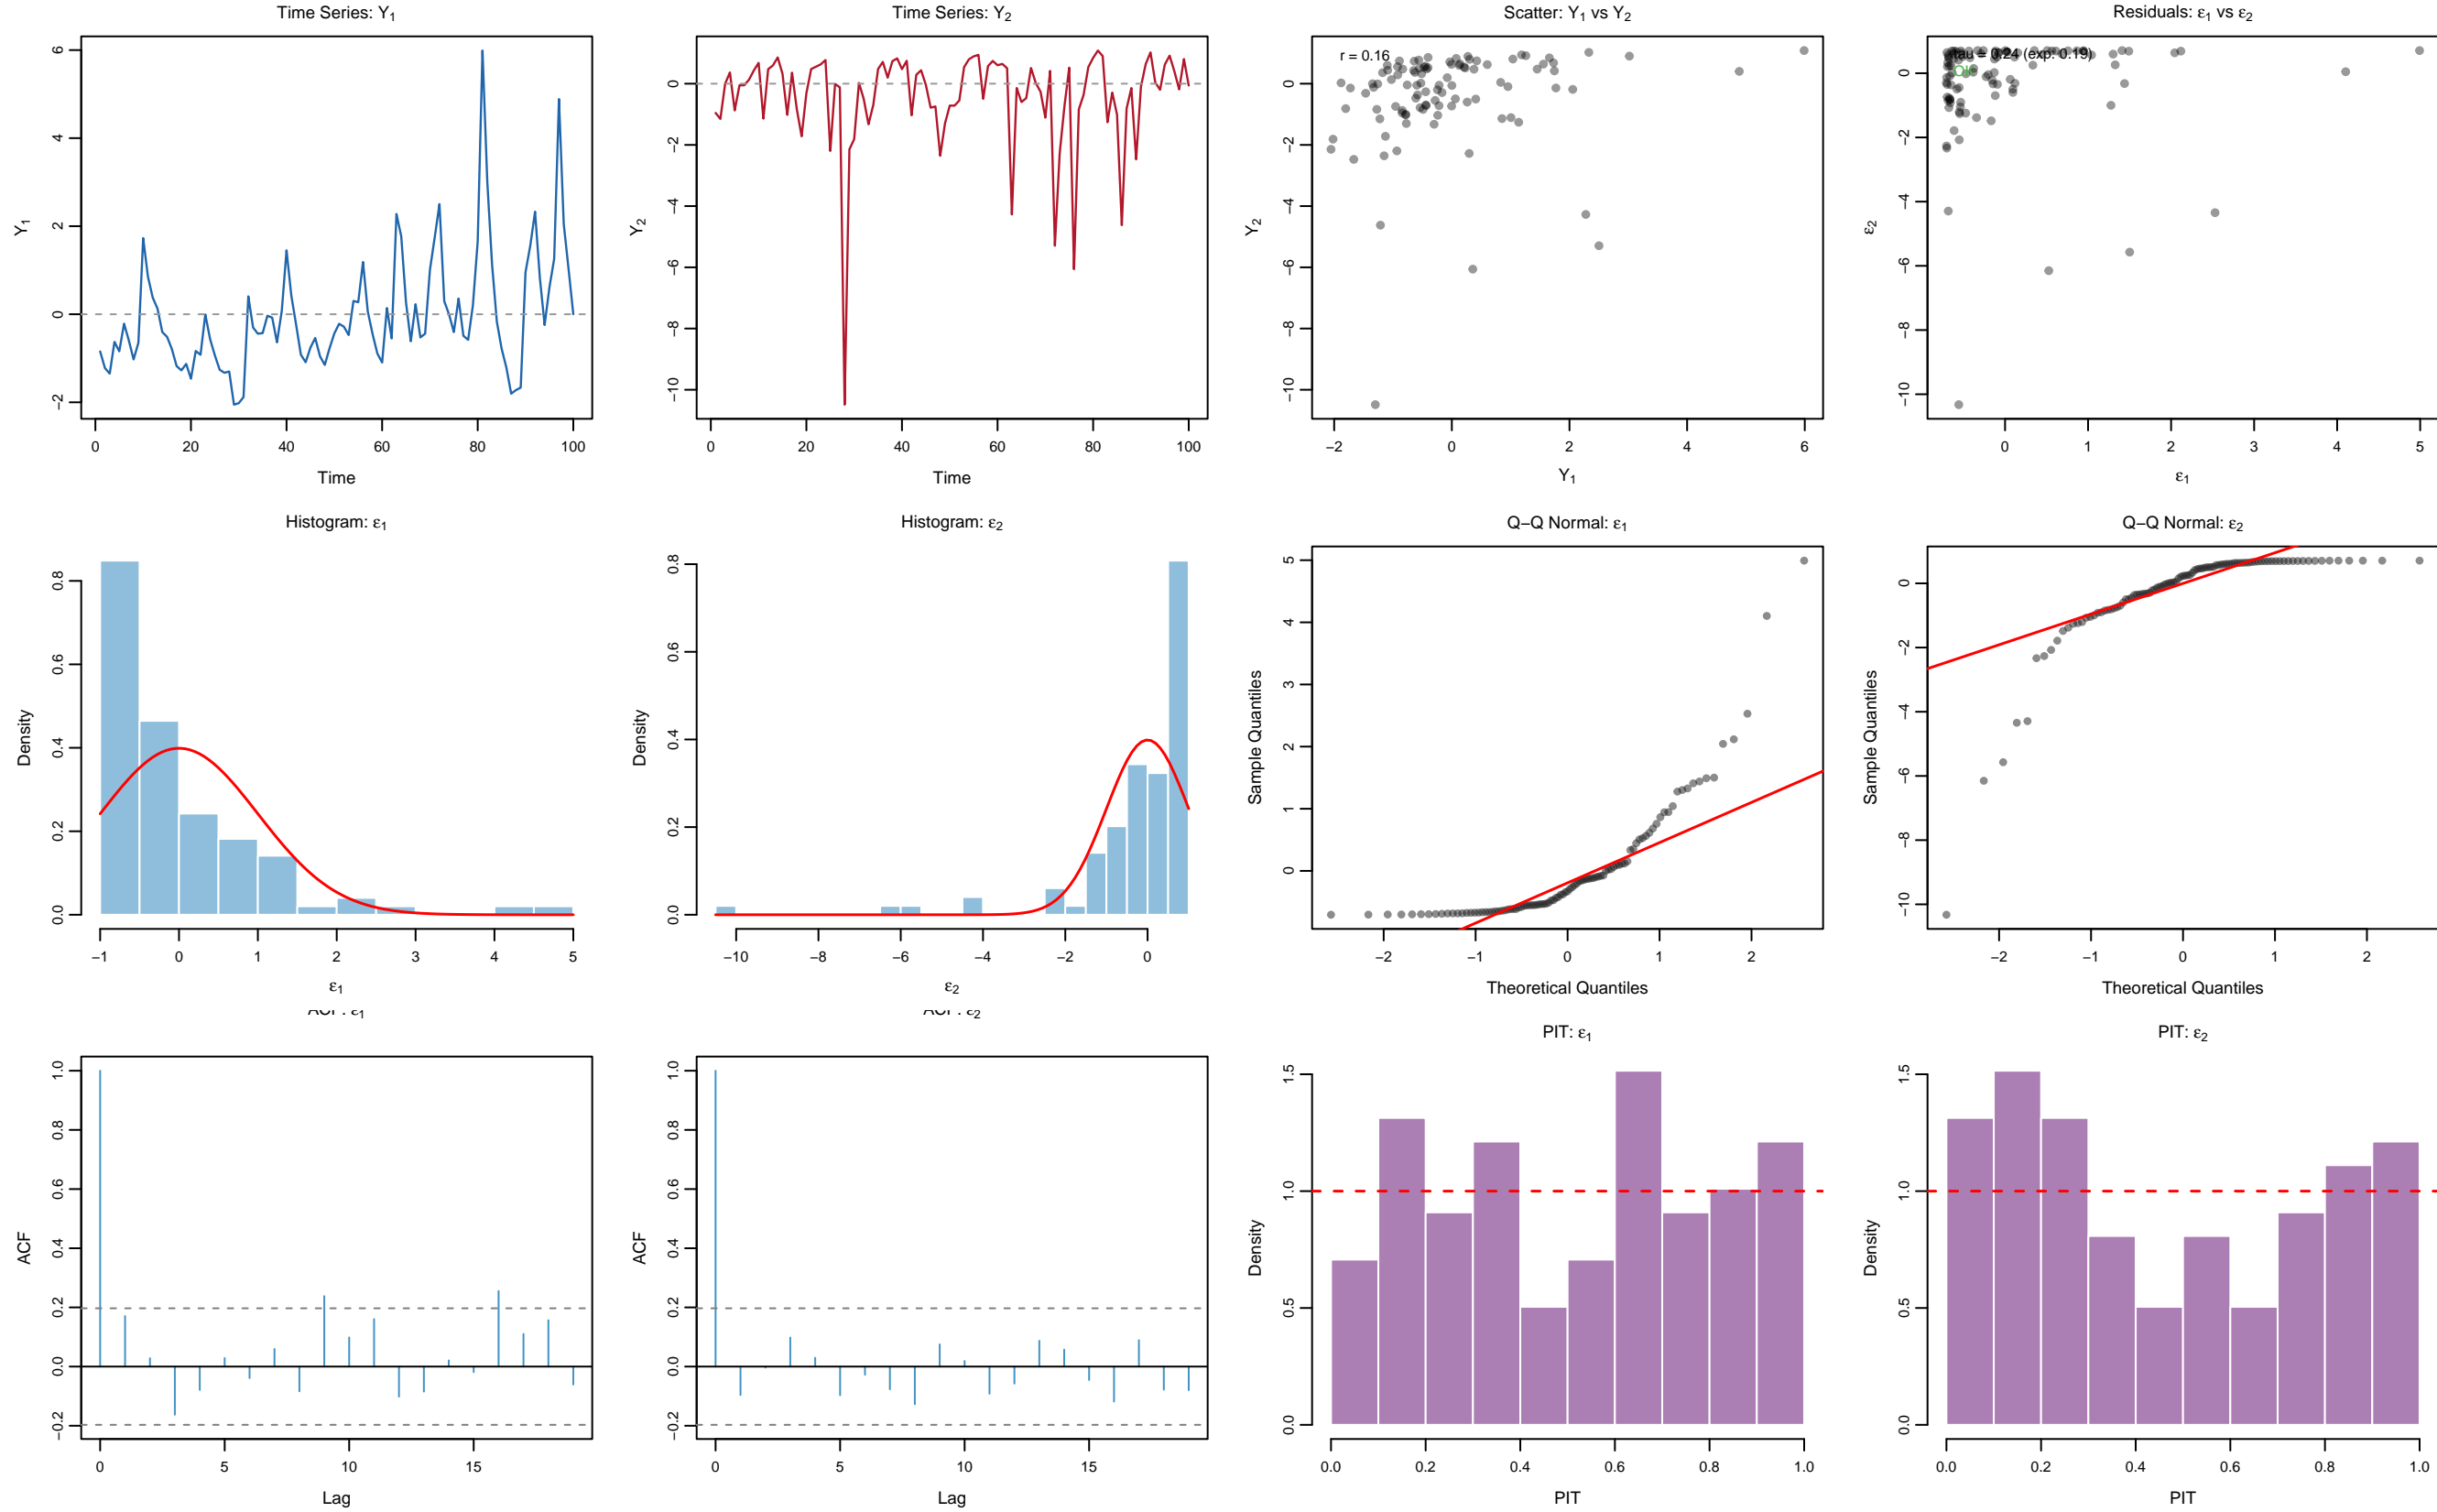 Time Series: Y1
Y1
6
4
2
0
−2
0 20 40 60 80 100
Time
Time Series: Y2
Y2
0
−2
−4
−6
−8
−10
0 20 40 60 80 100
Time
Scatter: Y1 vs Y2
r = 0.16
Y2
0
−2
−4
−6
−8
−10
−2 0 2 4 6
Y1
Residuals: ε1 vs ε2
tau = 0.24 (exp: 0.19)
OK
ε2
0
−2
−4
−6
−8
−10
0 1 2 3 4 5
ε1
Histogram: ε1
Density
0.8
0.6
0.4
0.2
0.0
−1 0 1 2 3 4 5
ε1
Histogram: ε2
Density
0.8
0.6
0.4
0.2
0.0
−10 −8 −6 −4 −2 0
ε2
Q−Q Normal: ε1
Sample Quantiles
5
4
3
2
1
0
−2 −1 0 1 2
Theoretical Quantiles
Q−Q Normal: ε2
Sample Quantiles
0
−2
−4
−6
−8
−10
−2 −1 0 1 2
Theoretical Quantiles
ACF: ε1
ACF
1.0
0.8
0.6
0.4
0.2
0.0
−0.2
0 5 10 15
Lag
ACF: ε2
ACF
1.0
0.8
0.6
0.4
0.2
0.0
−0.2
0 5 10 15
Lag
PIT: ε1
Density
1.5
1.0
0.5
0.0
0.0 0.2 0.4 0.6 0.8 1.0
PIT
PIT: ε2
Density
1.5
1.0
0.5
0.0
0.0 0.2 0.4 0.6 0.8 1.0
PIT